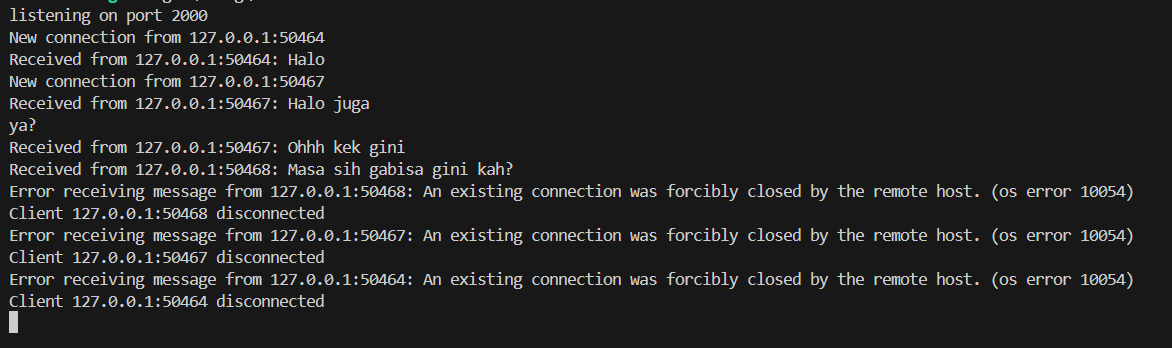 listening on port 2000
New connection from 127.0.0.1:50464
Received from 127.0.0.1:50464: Halo
New connection from 127.0.0.1:50467
Received from 127.0.0.1:50467: Halo juga
ya?
Received from 127.0.0.1:50467: Ohhh kek gini
Received from 127.0.0.1:50468: Masa sih gabisa gini kah?
Error receiving message from 127.0.0.1:50468: An existing connection was forcibly closed by the remote host. (os error 10054)
Client 127.0.0.1:50468 disconnected
Error receiving message from 127.0.0.1:50467: An existing connection was forcibly closed by the remote host. (os error 10054)
Client 127.0.0.1:50467 disconnected
Error receiving message from 127.0.0.1:50464: An existing connection was forcibly closed by the remote host. (os error 10054)
Client 127.0.0.1:50464 disconnected